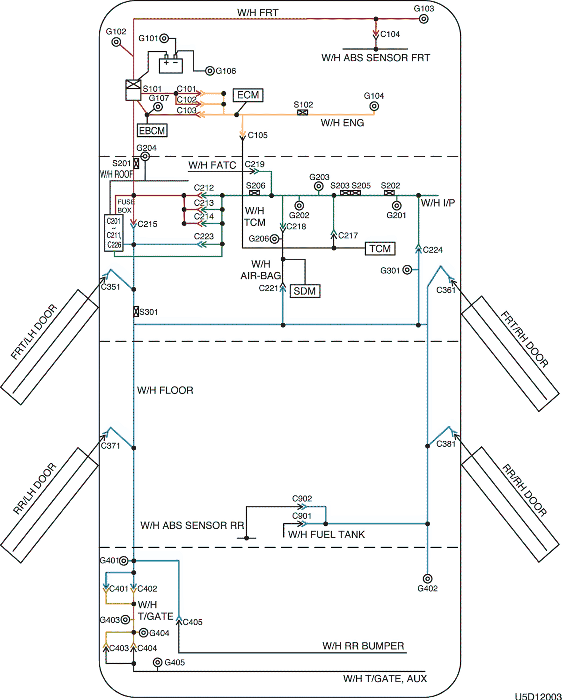 W/H FRT
G103
G102
G101
C104
W/H ABS SENSOR FRT
G106
S101
C101
G107
C102
ECM
C103
S102
G104
W/H ENG
EBCM
C105
G204
S201
W/H FATC
C219
W/H ROOF
G203
C212
S206
S203
S205
S202
W/H I/P
FUSE
BOX
C213
W/H
TCM
G202
G201
C201
~
C211,
C226
C215
C214
C218
C223
G206
C217
TCM
C224
W/H
AIR-BAG
G301
C221
SDM
C351
C361
S301
FRT/LH DOOR
FRT/RH DOOR
W/H FLOOR
C371
C381
RR/LH DOOR
RR/RH DOOR
C902
W/H ABS SENSOR RR
C901
W/H FUEL TANK
G401
G402
C401
C402
W/H
T/GATE
G403
C405
G404
C403
C404
W/H RR BUMPER
G405
W/H T/GATE, AUX
U5D12003